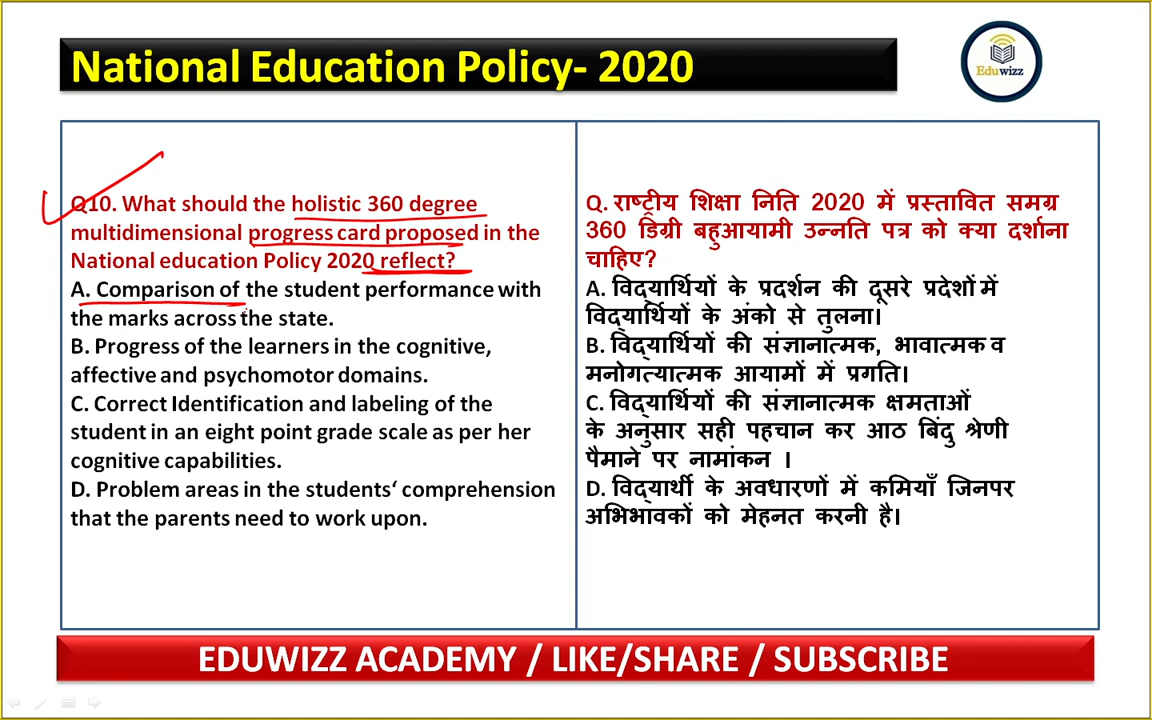 National Education Policy- 2020
Eduwizz
Q10. What should the holistic 360 degree
multidimensional progress card proposed in the
National education Policy 2020 reflect?
A. Comparison of the student performance with
the marks across the state.
B. Progress of the learners in the cognitive,
affective and psychomotor domains.
C. Correct Identification and labeling of the
student in an eight point grade scale as per her
cognitive capabilities.
D. Problem areas in the students‘ comprehension
that the parents need to work upon.
Q. राष्ट्रीय शिक्षा निति 2020 में प्रस्तावित समग्र
360 डिग्री बहुआयामी उन्नति पत्र को क्या दर्शाना
चाहिए?
A. विद्यार्थियों के प्रदर्शन की दूसरे प्रदेशों में
विद्यार्थियों के अंको से तुलना।
B. विद्यार्थियों की संज्ञानात्मक, भावात्मक व
मनोगत्यात्मक आयामों में प्रगति।
C. विद्यार्थियों की संज्ञानात्मक क्षमताओं
के अनुसार सही पहचान कर आठ बिंदु श्रेणी
पैमाने पर नामांकन ।
D. विद्यार्थी के अवधारणों में कमियाँ जिनपर
अभिभावकों को मेहनत करनी है।
EDUWIZZ ACADEMY / LIKE/SHARE / SUBSCRIBE